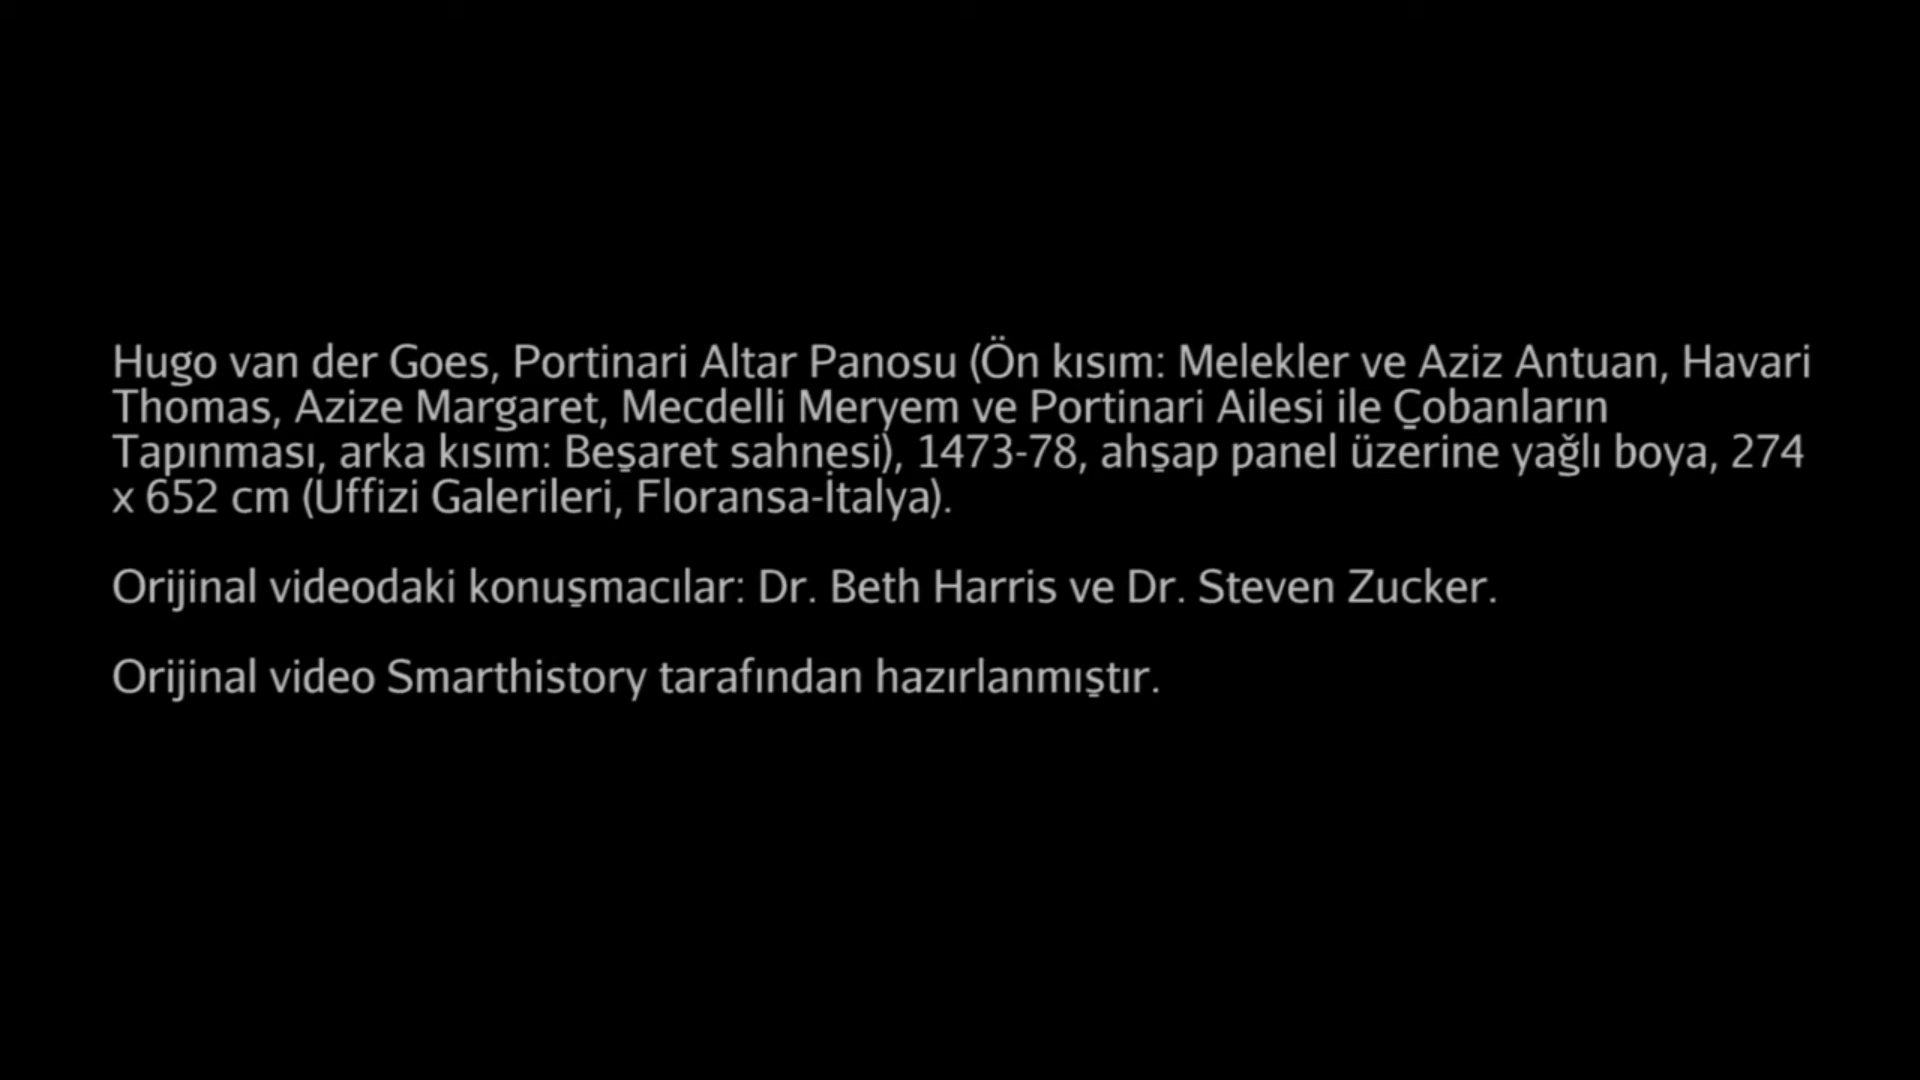 Hugo van der Goes, Portinari Altar Panosu (Ön kısım: Melekler ve Aziz Antuan, Havari
Thomas, Azize Margaret, Mecdelli Meryem ve Portinari Ailesi ile Çobanların
Tapınması, arka kısım: Beşaret sahnesi), 1473-78, ahşap panel üzerine yağlı boya, 274
x 652 cm (Uffizi Galerileri, Floransa-İtalya).
Orijinal videodaki konuşmacılar: Dr. Beth Harris ve Dr. Steven Zucker.
Orijinal video Smarthistory tarafından hazırlanmıştır.